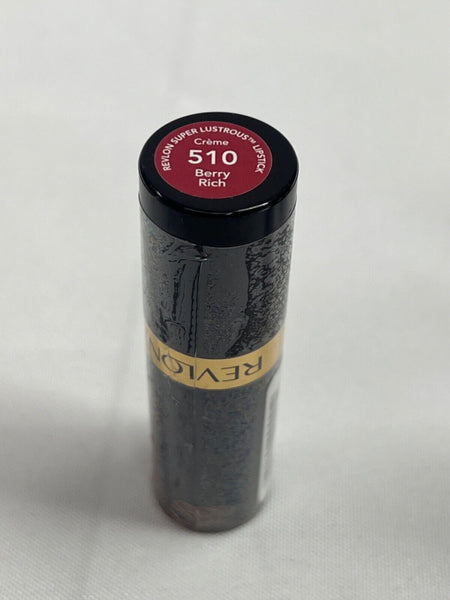 REVLON SUPER LUSTROUS™ LIPSTICK
Crème
510
Berry
Rich
REVLON